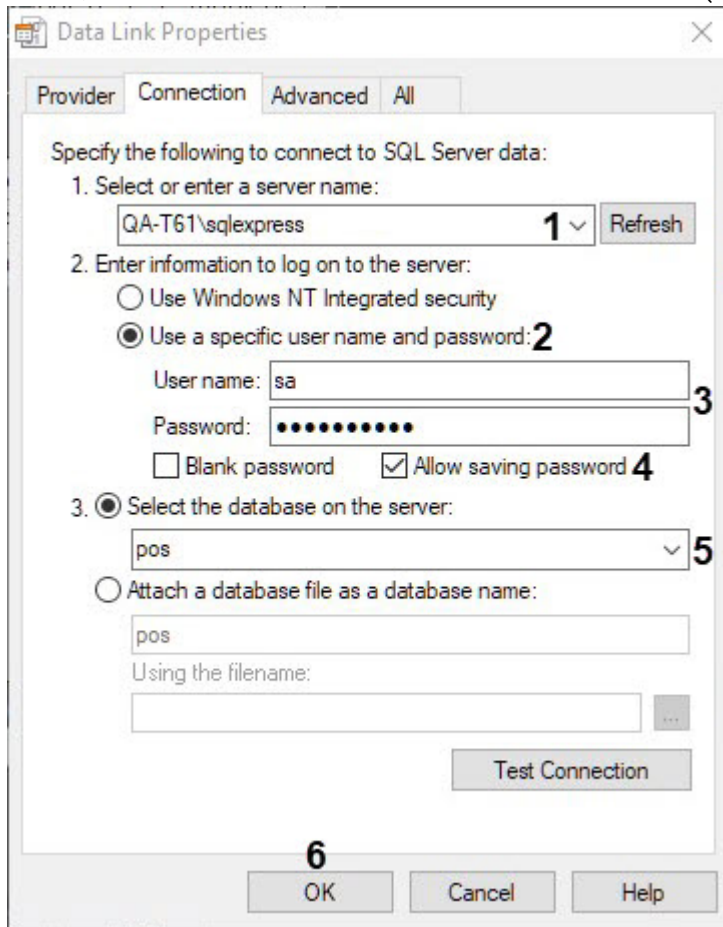 Data Link Properties
Provider Connection Advanced All
Specify the following to connect to SQL Server data:
1. Select or enter a server name:
QA-T61\sqlexpress 1 Refresh
2. Enter information to log on to the server:
Use Windows NT Integrated security
Use a specific user name and password: 2
User name: sa
3
Password: ••••••••••
Blank password Allow saving password 4
3. Select the database on the server:
pos 5
Attach a database file as a database name:
pos
Using the filename:
...
Test Connection
6
OK Cancel Help